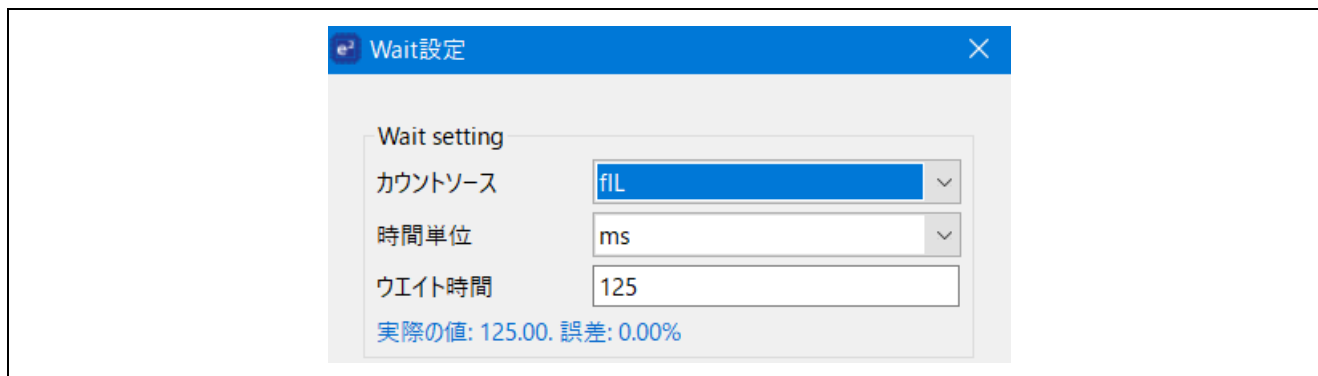 e² Wait設定
Wait setting
カウントソース fIL
時間単位 ms
ウエイト時間 125
実際の値: 125.00. 誤差: 0.00%